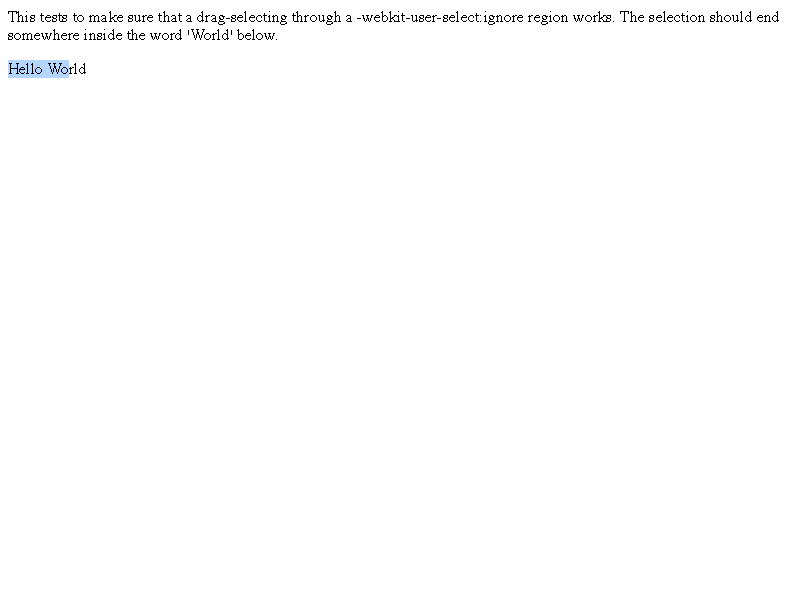 This tests to make sure that a drag-selecting through a -webkit-user-select:ignore region works. The selection should end
somewhere inside the word 'World' below.
Hello World